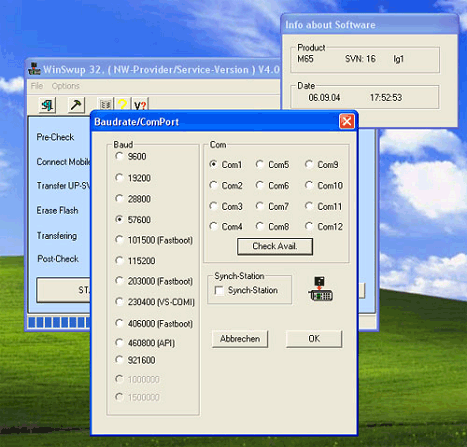 Info about Software
Product
M65 SVN: 16 lg1
Date
06.09.04 17:52:53
WinSwup 32. ( NW-Provider/Service-Version ) V4.0
File Options
V?
Pre-Check
Connect Mobile
Transfer UP-SW
Erase Flash
Transfering
Post-Check
STA
Baudrate/ComPort
Baud
9600
19200
28800
57600
101500 (Fastboot)
115200
203000 (Fastboot)
230400 (VS-COMI)
406000 (Fastboot)
460800 (API)
921600
1000000
1500000
Com
Com1 Com5 Com9
Com2 Com6 Com10
Com3 Com7 Com11
Com4 Com8 Com12
Check Avail.
Synch-Station
Synch-Station
Abbrechen OK